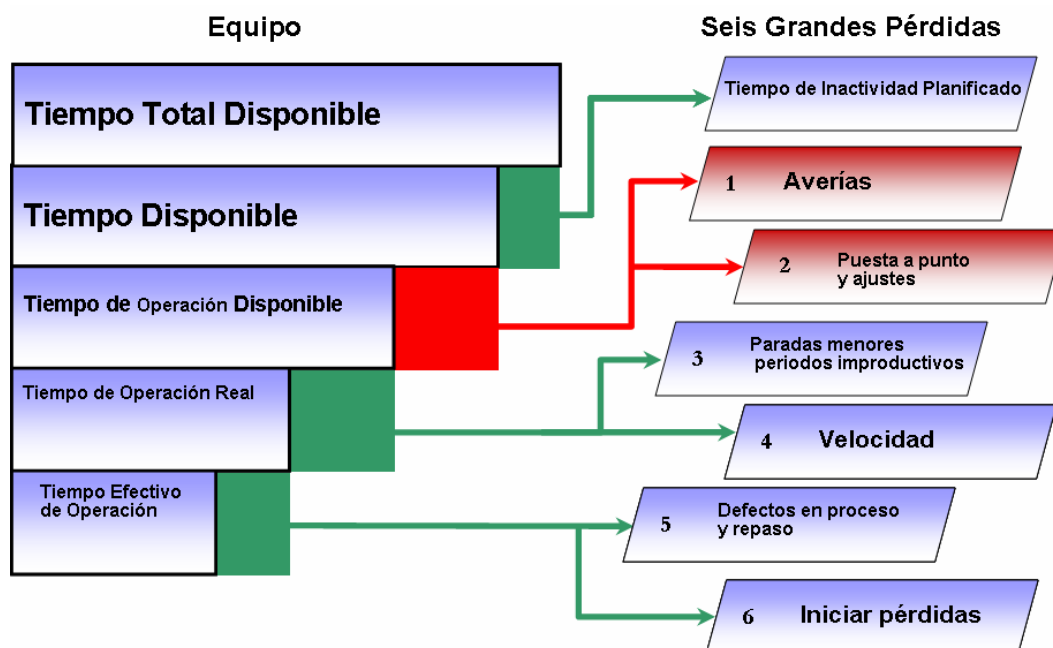 Equipo
Seis Grandes Pérdidas
Tiempo Total Disponible
Tiempo Disponible
Tiempo de Operación Disponible
Tiempo de Operación Real
Tiempo Efectivo
de Operación
Tiempo de Inactividad Planificado
1 Averías
2 Puesta a punto
y ajustes
3 Paradas menores
periodos improductivos
4 Velocidad
5 Defectos en proceso
y repaso
6 Iniciar pérdidas